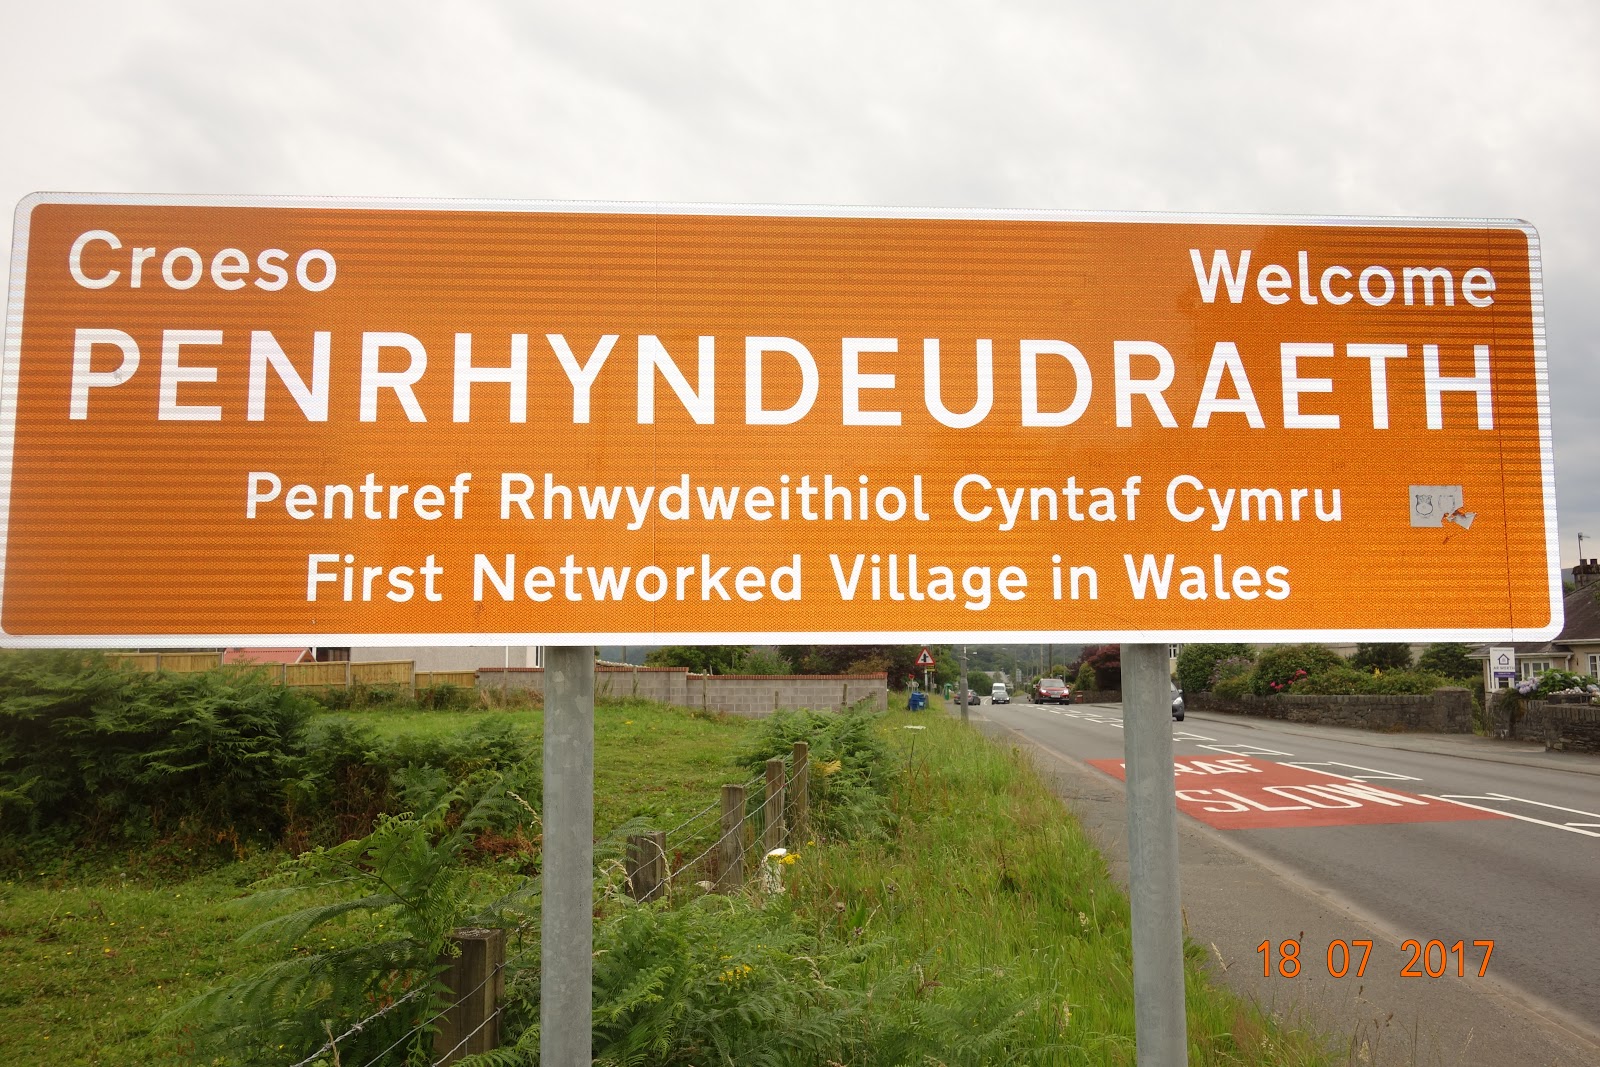 Croeso Welcome
PENRHYNDEUDRAETH
Pentref Rhwydweithiol Cyntaf Cymru
First Networked Village in Wales
SLOW
18 07 2017